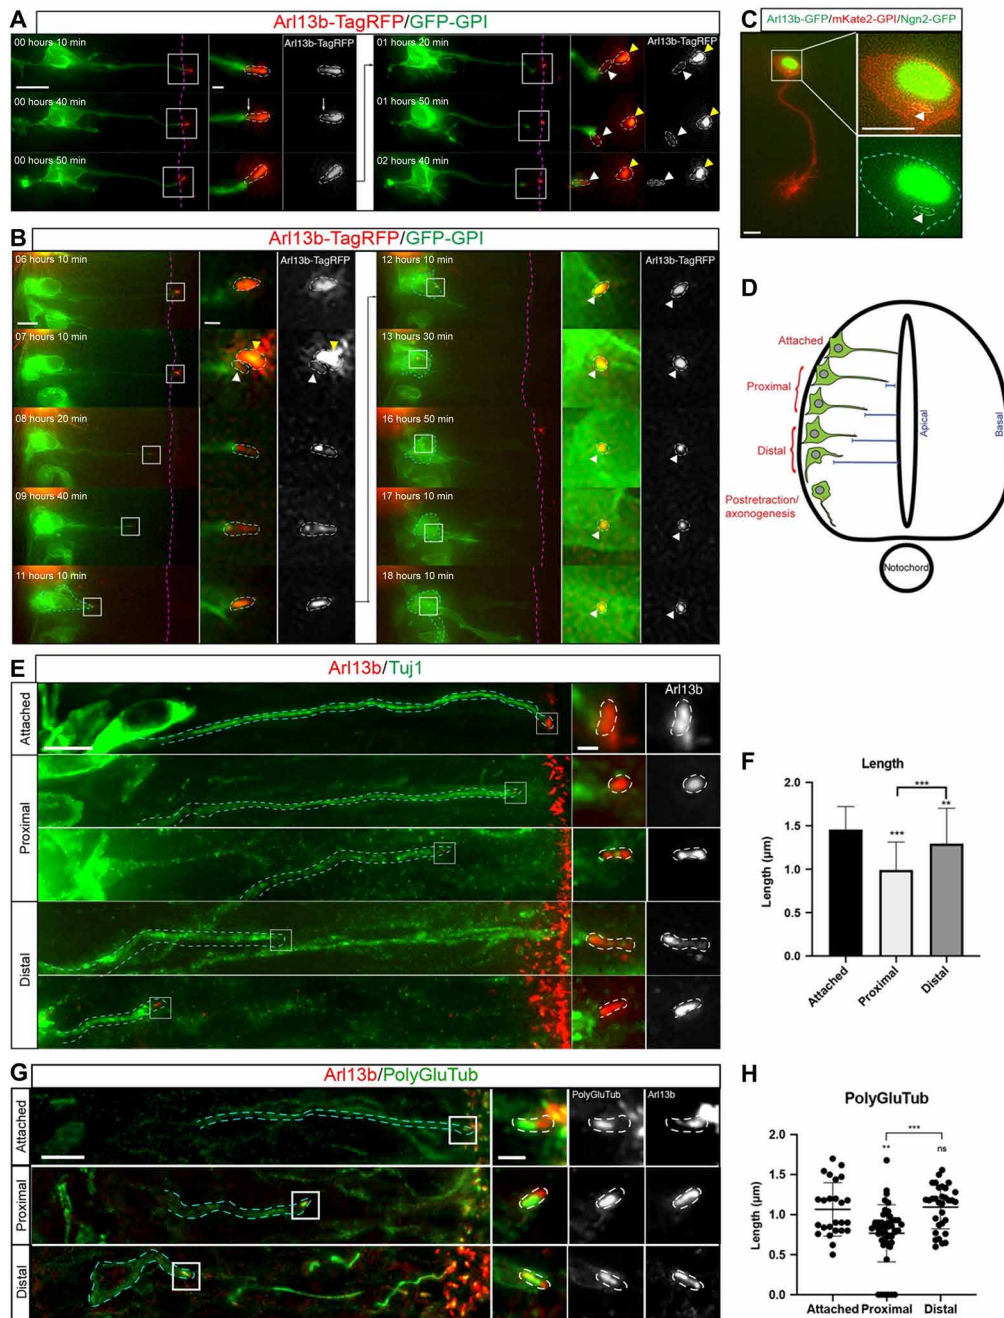 A
Arl13b-TagRFP/GFP-GPI
00 hours 10 min
Arl13b-TagRFP
01 hours 20 min
Arl13b-TagRFP
00 hours 40 min
01 hours 50 min
00 hours 50 min
02 hours 40 min
B
Arl13b-TagRFP/GFP-GPI
06 hours 10 min
Arl13b-TagRFP
12 hours 10 min
Arl13b-TagRFP
07 hours 10 min
13 hours 30 min
08 hours 20 min
16 hours 50 min
09 hours 40 min
17 hours 10 min
11 hours 10 min
18 hours 10 min
C
Arl13b-GFP/mKate2-GPI/Ngn2-GFP
D
Attached
Proximal
Distal
Postretraction/
axonogenesis
Apical
Basal
Notochord
E
Arl13b/Tuj1
Attached
Arl13b
Proximal
Distal
F
Length
Length (μm)
2.0
1.5
1.0
0.5
0.0
***
***
**
Attached
Proximal
Distal
G
Arl13b/PolyGluTub
Attached
PolyGluTub
Arl13b
Proximal
Distal
H
PolyGluTub
Length (μm)
2.0
1.5
1.0
0.5
0.0
**
***
ns
Attached
Proximal
Distal